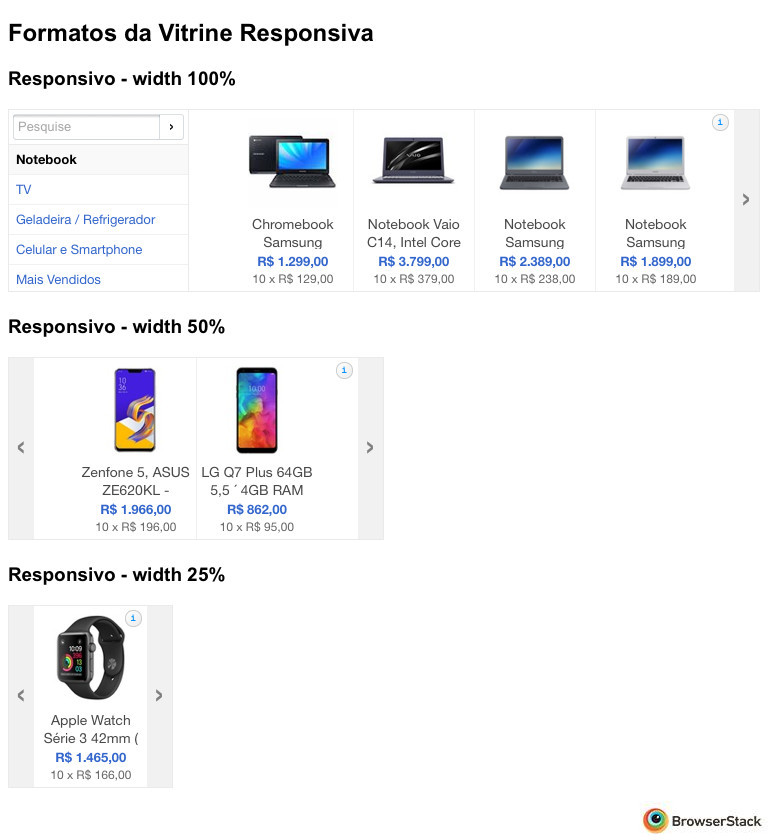 Formatos da Vitrine Responsiva
Responsivo - width 100%
Pesquise
Notebook
TV
Geladeira / Refrigerador
Celular e Smartphone
Mais Vendidos
Chromebook
Samsung
R$ 1.299,00
10 x R$ 129,00
Notebook Vaio
C14, Intel Core
R$ 3.799,00
10 x R$ 379,00
Notebook
Samsung
R$ 2.389,00
10 x R$ 238,00
Notebook
Samsung
R$ 1.899,00
10 x R$ 189,00
Responsivo - width 50%
Zenfone 5, ASUS
ZE620KL -
R$ 1.966,00
10 x R$ 196,00
LG Q7 Plus 64GB
5,5 ´ 4GB RAM
R$ 862,00
10 x R$ 95,00
Responsivo - width 25%
Apple Watch
Série 3 42mm (
R$ 1.465,00
10 x R$ 166,00
BrowserStack